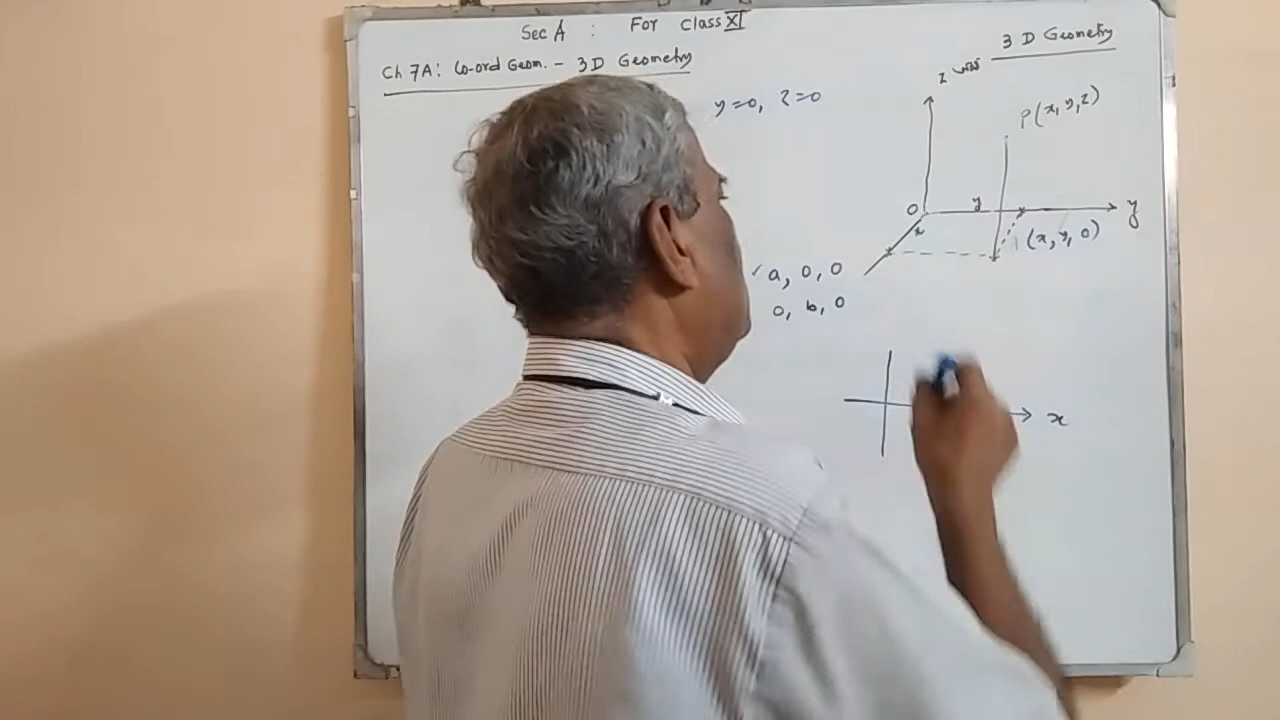 Sec A : For Class XI
3 D Geometry
Ch 7A: Co-ord Geom. - 3D Geometry
y=0, z=0
z
P(x, y, z)
O
y
y
x
(x, y, 0)
✓ a, 0, 0
0, b, 0
x